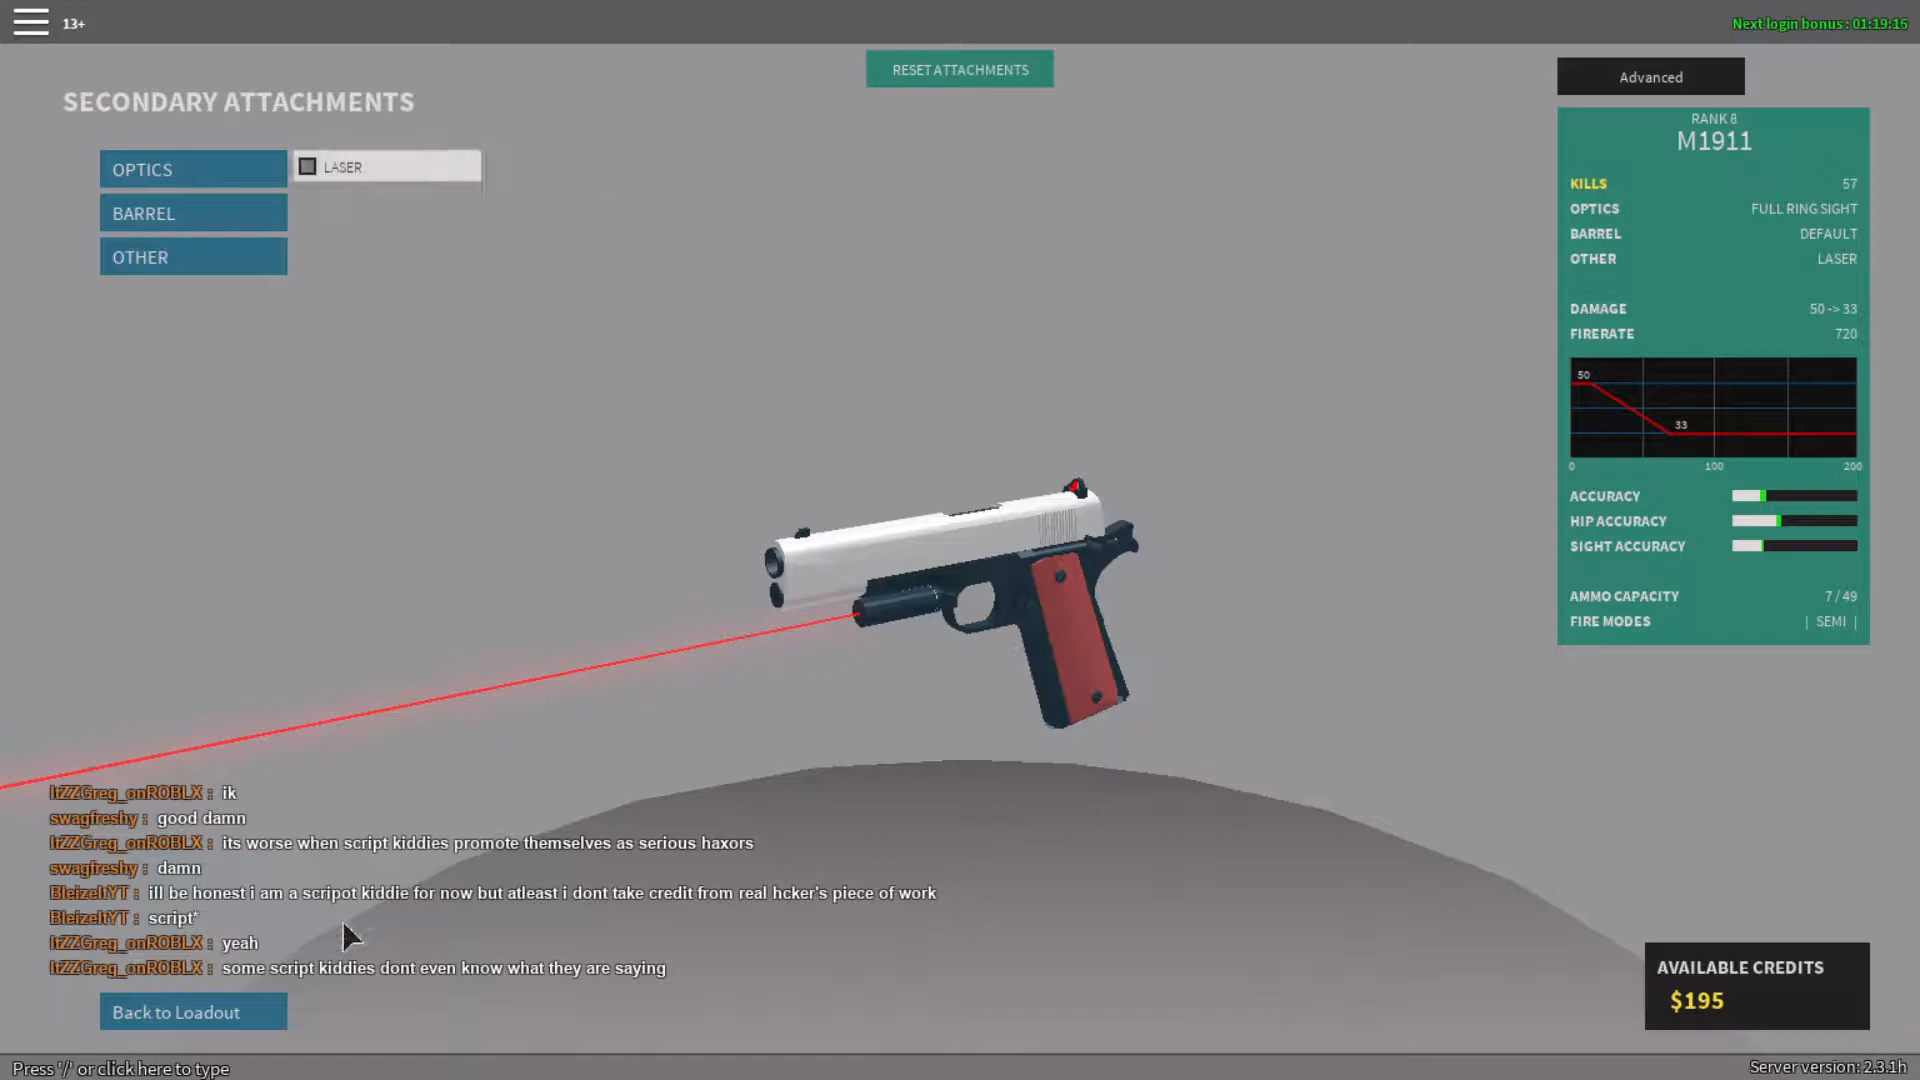 13+
Next login bonus: 01:19:16
RESET ATTACHMENTS
Advanced
SECONDARY ATTACHMENTS
OPTICS
LASER
BARREL
OTHER
RANK 8
M1911
KILLS 57
OPTICS FULL RING SIGHT
BARREL DEFAULT
OTHER LASER
DAMAGE 50 -> 33
FIRERATE 720
50
33
0 100 200
ACCURACY
HIP ACCURACY
SIGHT ACCURACY
AMMO CAPACITY 7 / 49
FIRE MODES | SEMI |
ItZZGreg_onROBLX : ik
swagfreshy : good damn
ItZZGreg_onROBLX : its worse when script kiddies promote themselves as serious haxors
swagfreshy : damn
BleizeItYT : ill be honest i am a scripot kiddie for now but atleast i dont take credit from real hcker's piece of work
BleizeItYT : script*
ItZZGreg_onROBLX : yeah
ItZZGreg_onROBLX : some script kiddies dont even know what they are saying
Back to Loadout
AVAILABLE CREDITS
$195
Press '/' or click here to type
Server version: 2.3.1h